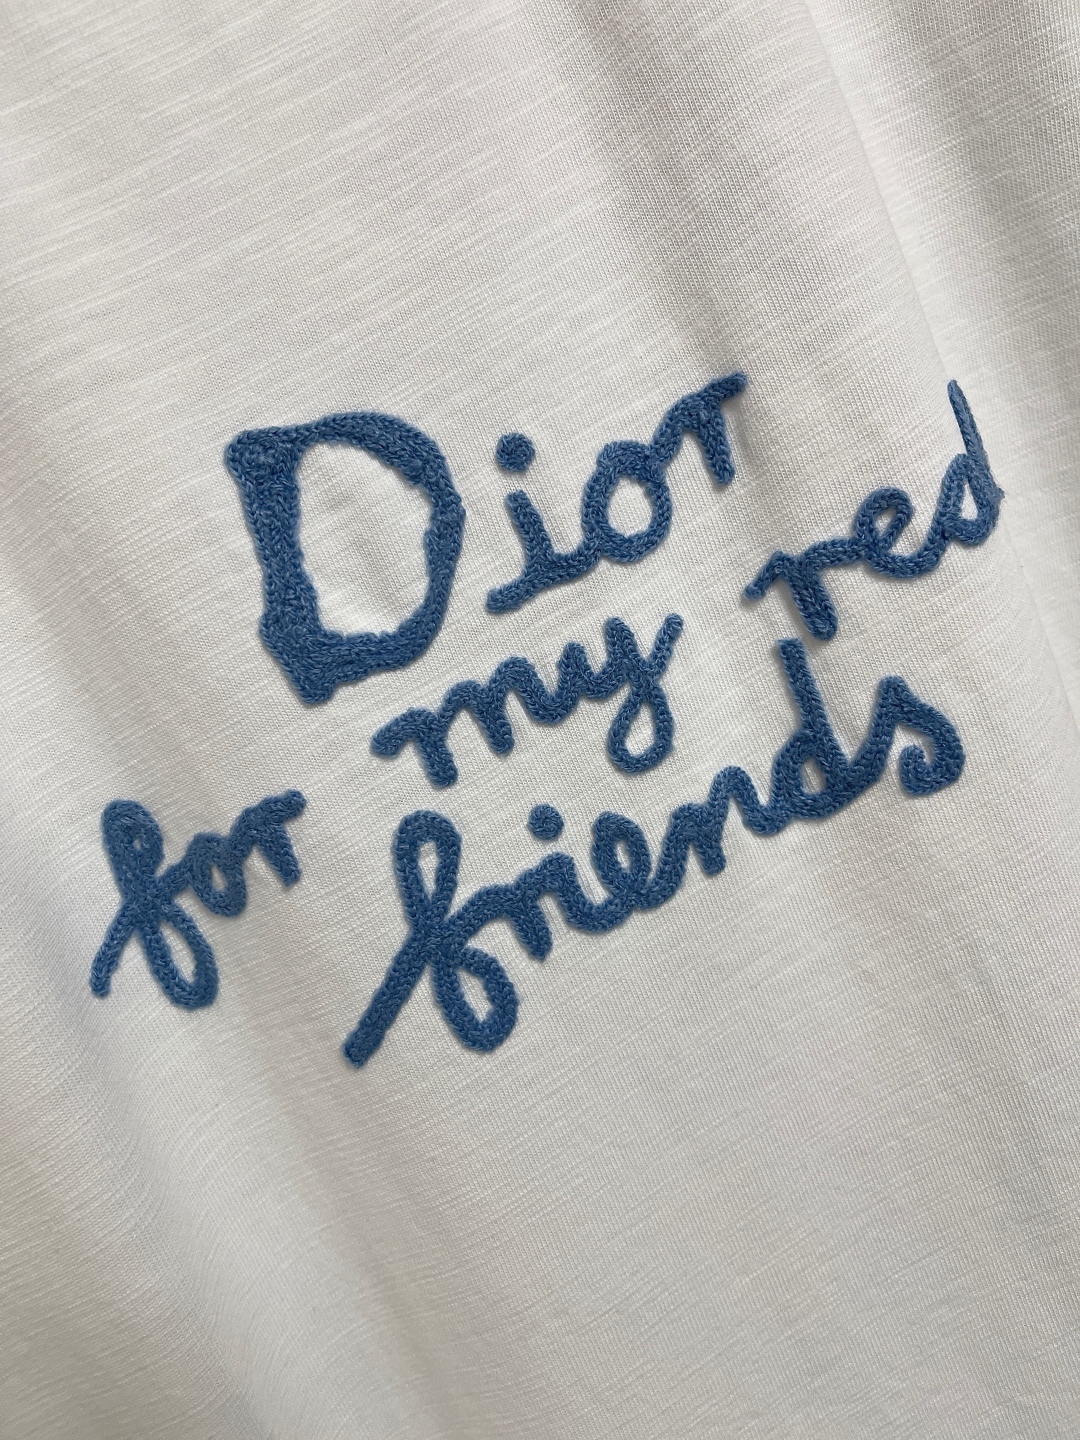 Dior
for my red
friends